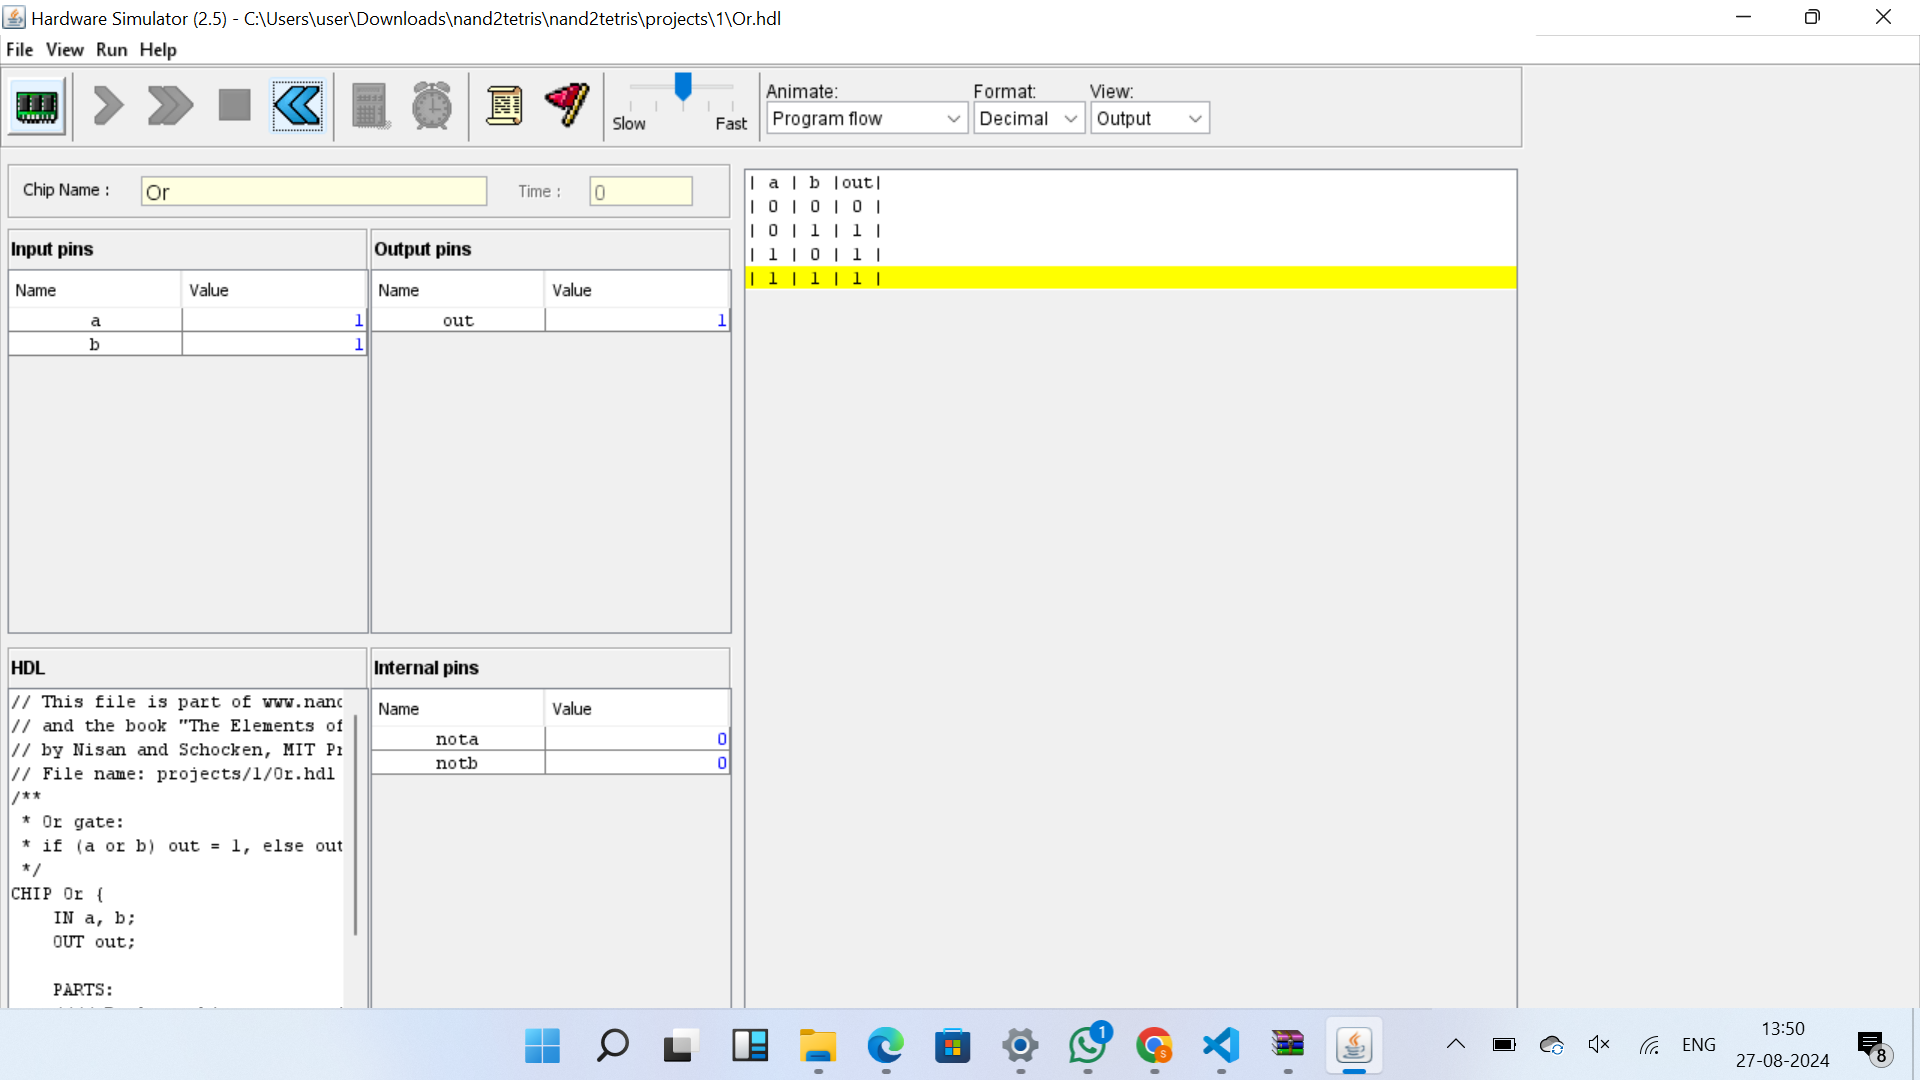 Hardware Simulator (2.5) - C:\Users\user\Downloads\nand2tetris\nand2tetris\projects\1\Or.hdl
File View Run Help
Slow Fast
Animate: Format: View:
Program flow Decimal Output
Chip Name : Or Time : 0
Input pins
Name Value
a 1
b 1
Output pins
Name Value
out 1
| a | b |out|
| 0 | 0 | 0 |
| 0 | 1 | 1 |
| 1 | 0 | 1 |
| 1 | 1 | 1 |
HDL
// This file is part of www.nand
// and the book "The Elements of
// by Nisan and Schocken, MIT Pr
// File name: projects/1/Or.hdl
/**
* Or gate:
* if (a or b) out = 1, else out
*/
CHIP Or {
IN a, b;
OUT out;
PARTS:
Internal pins
Name Value
nota 0
notb 0
1
S
ENG
13:50
27-08-2024
8